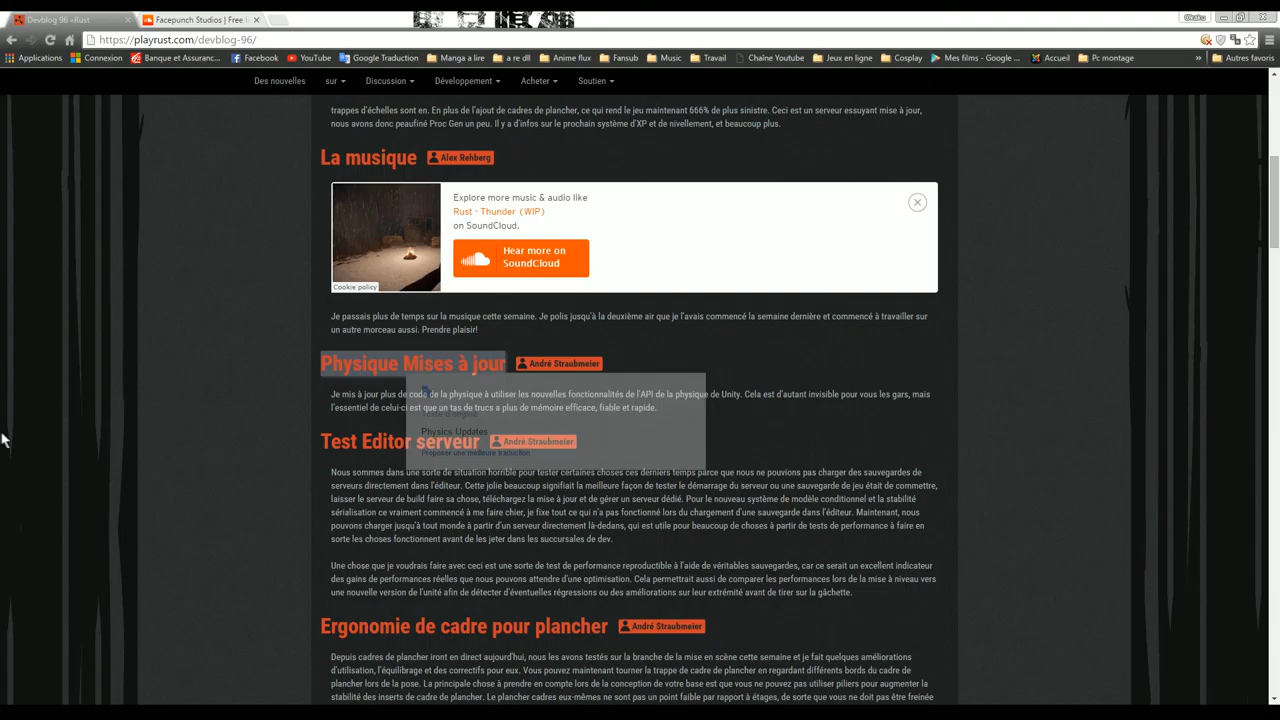 Devblog 96 «Rust
Facepunch Studios | Free l
Okaku
https://playrust.com/devblog-96/
Applications Connexion Banque et Assuranc... Facebook YouTube Google Traduction Manga a lire a re dl Anime flux Fansub Music Travail Chaîne Youtube Jeux en ligne Cosplay Mes films - Google ... Accueil Pc montage » Autres favoris
Des nouvelles sur Discussion Développement Acheter Soutien
trappes d'échelles sont en. En plus de l'ajout de cadres de plancher, ce qui rend le jeu maintenant 666% de plus sinistre. Ceci est un serveur essuyant mise à jour,
nous avons donc peaufiné Proc Gen un peu. Il y a d'infos sur le prochain système d'XP et de nivellement, et beaucoup plus.
La musique Alex Rehberg
Explore more music & audio like
Rust - Thunder (WIP)
on SoundCloud.
Hear more on
SoundCloud
Cookie policy
Je passais plus de temps sur la musique cette semaine. Je polis jusqu'à la deuxième air que je l'avais commencé la semaine dernière et commencé à travailler sur
un autre morceau aussi. Prendre plaisir!
Physique Mises à jour André Straubmeier
Je mis à jour plus de code de la physique à utiliser les nouvelles fonctionnalités de l'API de la physique de Unity. Cela est d'autant invisible pour vous les gars, mais
l'essentiel de celui-ci est que un tas de trucs a plus de mémoire efficace, fiable et rapide.
Texte d'origine
Physics Updates
Proposer une meilleure traduction
Test Editor serveur André Straubmeier
Nous sommes dans une sorte de situation horrible pour tester certaines choses ces derniers temps parce que nous ne pouvions pas charger des sauvegardes de
serveurs directement dans l'éditeur. Cette jolie beaucoup signifiait la meilleure façon de tester le démarrage du serveur ou une sauvegarde de jeu était de commettre,
laisser le serveur de build faire sa chose, téléchargez la mise à jour et de gérer un serveur dédié. Pour le nouveau système de modèle conditionnel et la stabilité
sérialisation ce vraiment commencé à me faire chier, je fixe tout ce qui n'a pas fonctionné lors du chargement d'une sauvegarde dans l'éditeur. Maintenant, nous
pouvons charger jusqu'à tout monde à partir d'un serveur directement là-dedans, qui est utile pour beaucoup de choses à partir de tests de performance à faire en
sorte les choses fonctionnent avant de les jeter dans les succursales de dev.
Une chose que je voudrais faire avec ceci est une sorte de test de performance reproductible à l'aide de véritables sauvegardes, car ce serait un excellent indicateur
des gains de performances réelles que nous pouvons attendre d'une optimisation. Cela permettrait aussi de comparer les performances lors de la mise à niveau vers
une nouvelle version de l'unité afin de détecter d'éventuelles régressions ou des améliorations sur leur extrémité avant de tirer sur la gâchette.
Ergonomie de cadre pour plancher André Straubmeier
Depuis cadres de plancher iront en direct aujourd'hui, nous les avons testés sur la branche de la mise en scène cette semaine et je fait quelques améliorations
d'utilisation, l'équilibrage et des correctifs pour eux. Vous pouvez maintenant tourner la trappe de cadre de plancher en regardant différents bords du cadre de
plancher lors de la pose. La principale chose à prendre en compte lors de la conception de votre base est que vous ne pouvez pas utiliser piliers pour augmenter la
stabilité des inserts de cadre de plancher. Le plancher cadres eux-mêmes ne sont pas un point faible par rapport à étages, de sorte que vous ne doit pas être freinée